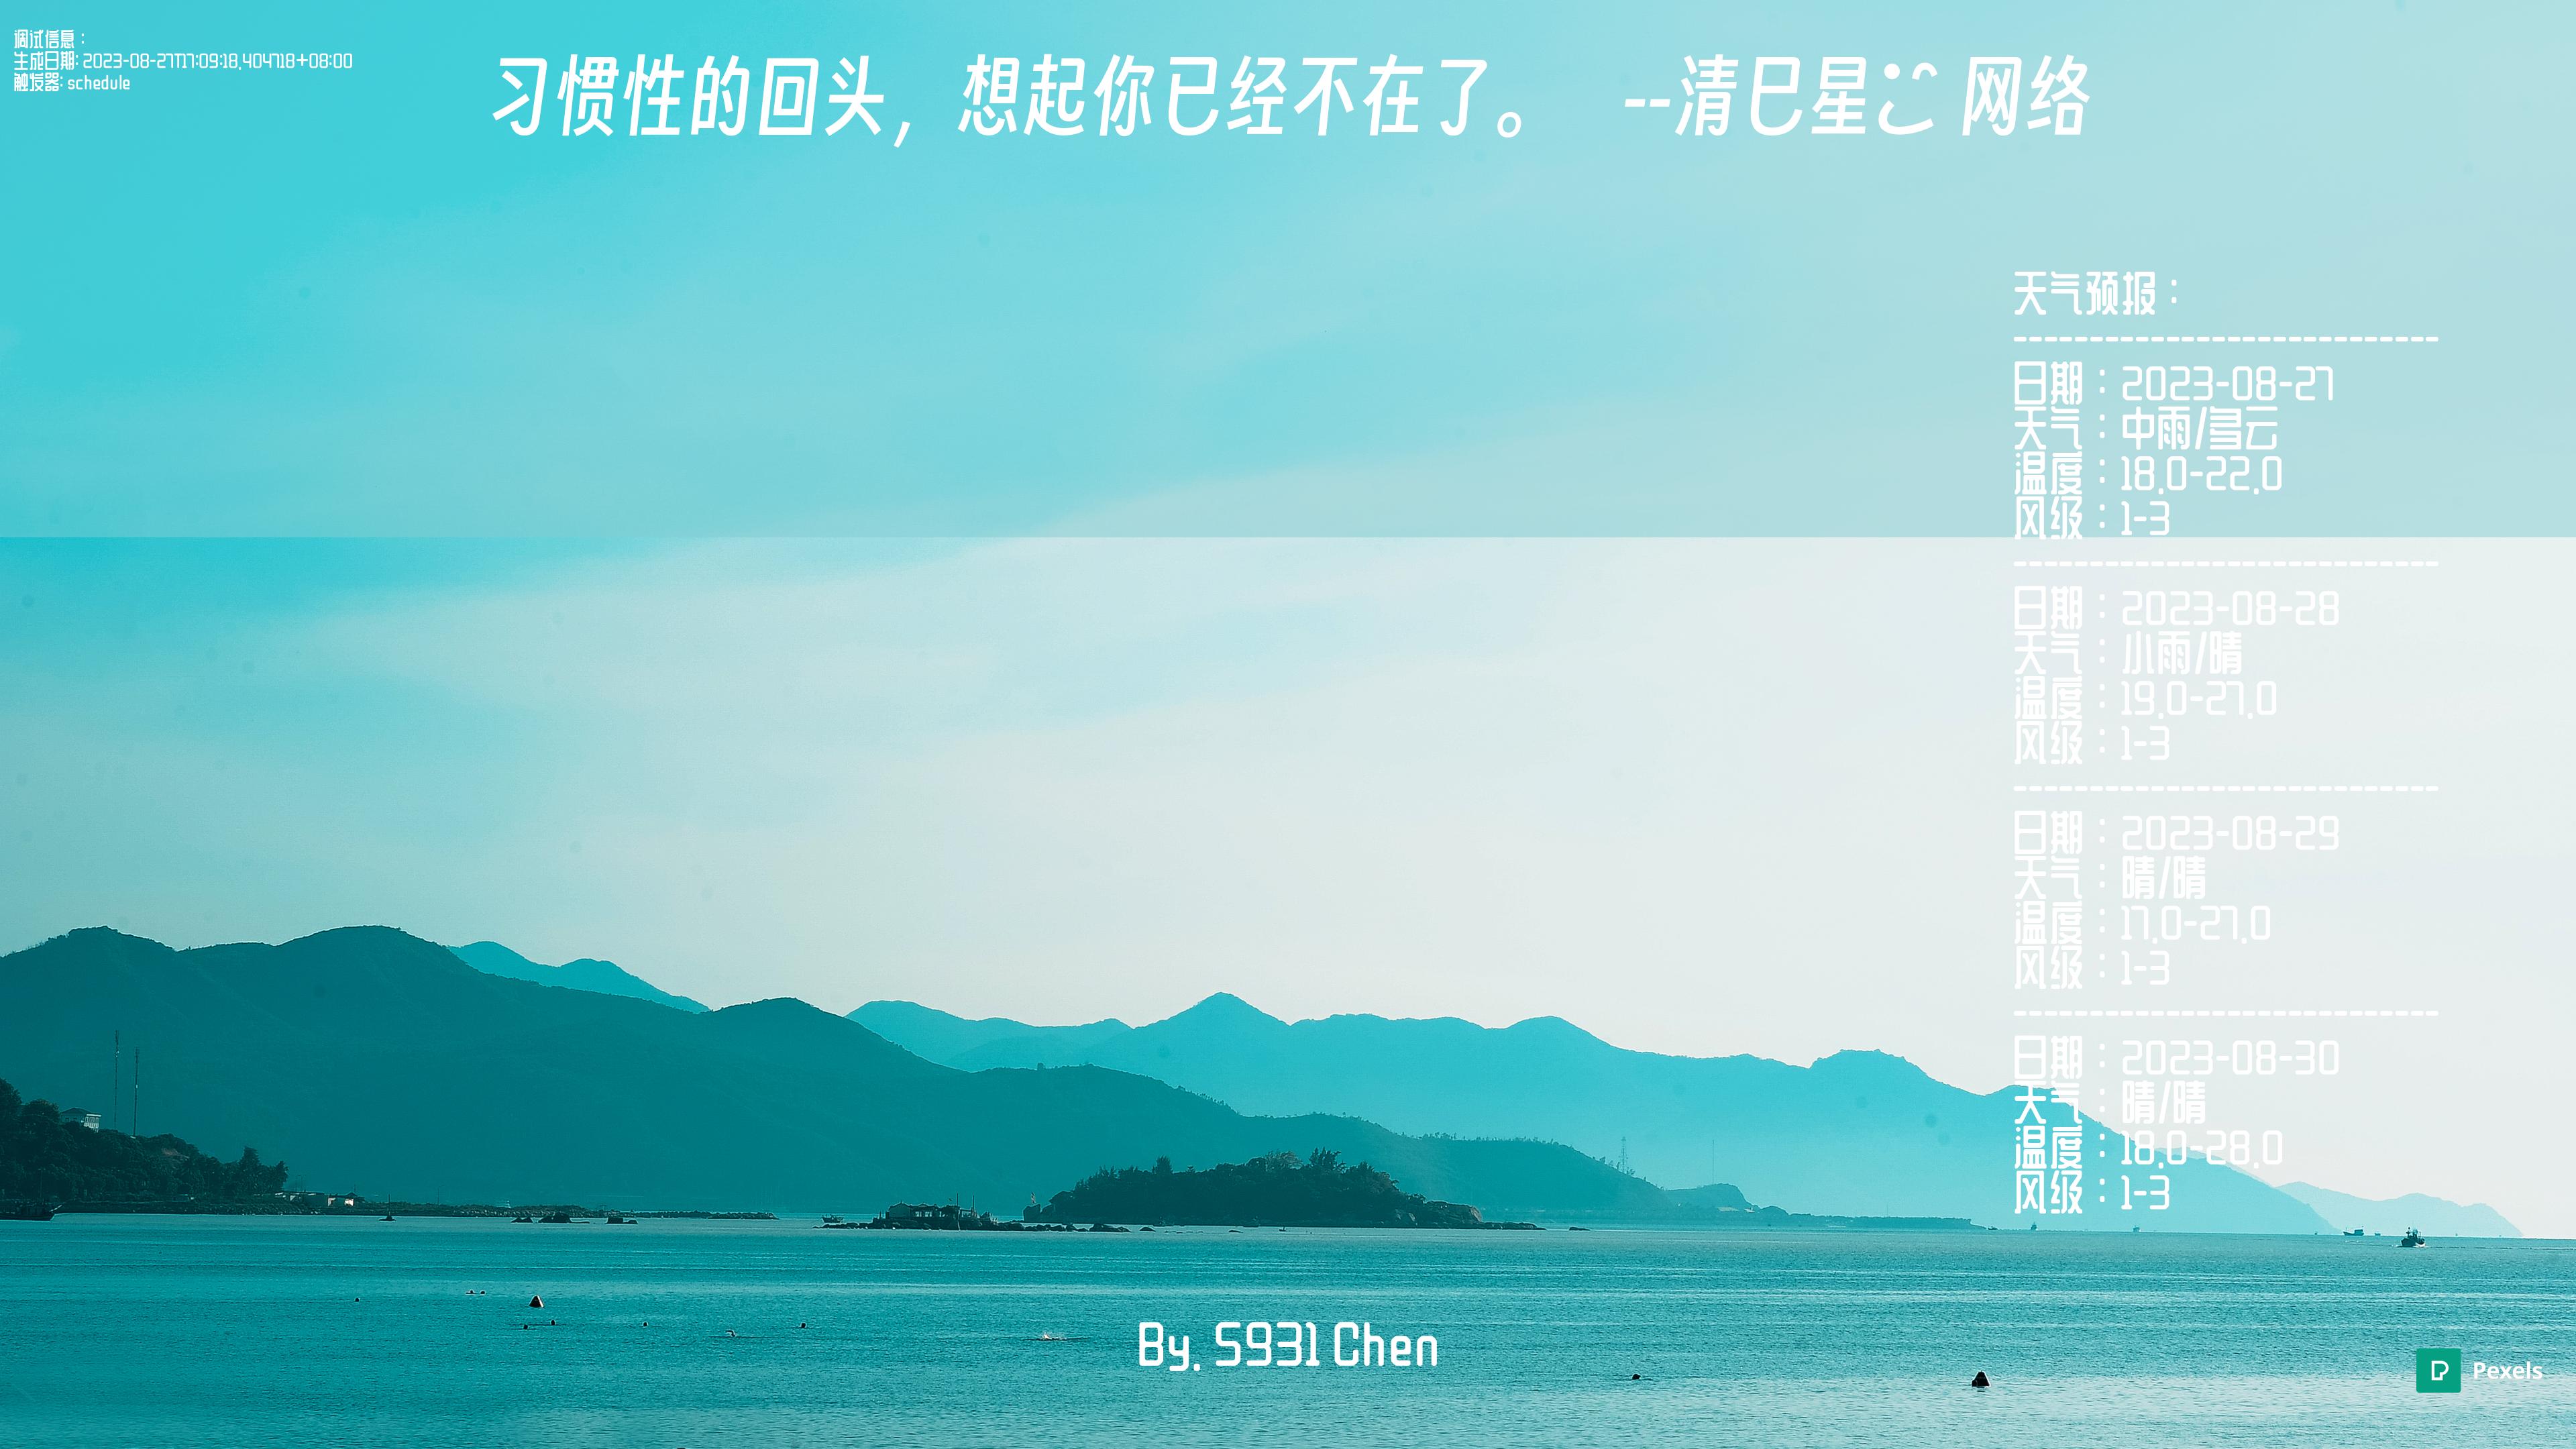 调试信息：
生成日期: 2023-08-27T17:09:18.404718+08:00
触发器: schedule
习惯性的回头，想起你已经不在了。 --清巳星ॐ 网络
天气预报：
----------------------------
日期：2023-08-27
天气：中雨/多云
温度：18.0-22.0
风级：1-3
----------------------------
日期：2023-08-28
天气：小雨/晴
温度：19.0-27.0
风级：1-3
----------------------------
日期：2023-08-29
天气：晴/晴
温度：17.0-27.0
风级：1-3
----------------------------
日期：2023-08-30
天气：晴/晴
温度：18.0-28.0
风级：1-3
By. S931 Chen
Pexels